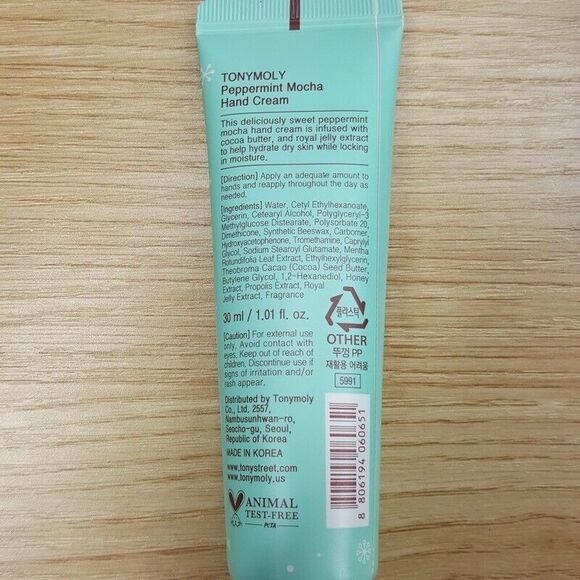 TONYMOLY
Peppermint Mocha
Hand Cream
This deliciously sweet peppermint
mocha hand cream is infused with
cocoa butter, and royal jelly extract
to help hydrate dry skin while locking
in moisture.
[Direction] Apply an adequate amount to
hands and reapply throughout the day as
needed.
[Ingredients] Water, Cetyl Ethylhexanoate,
Glycerin, Cetearyl Alcohol, Polyglyceryl-3
Methylglucose Distearate, Polysorbate 20,
Dimethicone, Synthetic Beeswax, Carbomer,
Hydroxyacetophenone, Tromethamine, Caprylyl
Glycol, Sodium Stearoyl Glutamate, Mentha
Rotundifolia Leaf Extract, Ethylhexylglycerin,
Theobroma Cacao (Cocoa) Seed Butter,
Butylene Glycol, 1,2-Hexanediol, Honey
Extract, Propolis Extract, Royal
Jelly Extract, Fragrance
30 ml / 1.01 fl. oz.
[Caution] For external use
only. Avoid contact with
eyes. Keep out of reach of
children. Discontinue use if
signs of irritation and/or
rash appear.
Distributed by Tonymoly
Co., Ltd. 2557,
Nambusunhwan-ro,
Seocho-gu, Seoul,
Republic of Korea
MADE IN KOREA
www.tonystreet.com
www.tonymoly.us
ANIMAL
TEST-FREE
PETA
플라스틱
OTHER
뚜껑 PP
재활용 어려움
5991
8 806194 060651